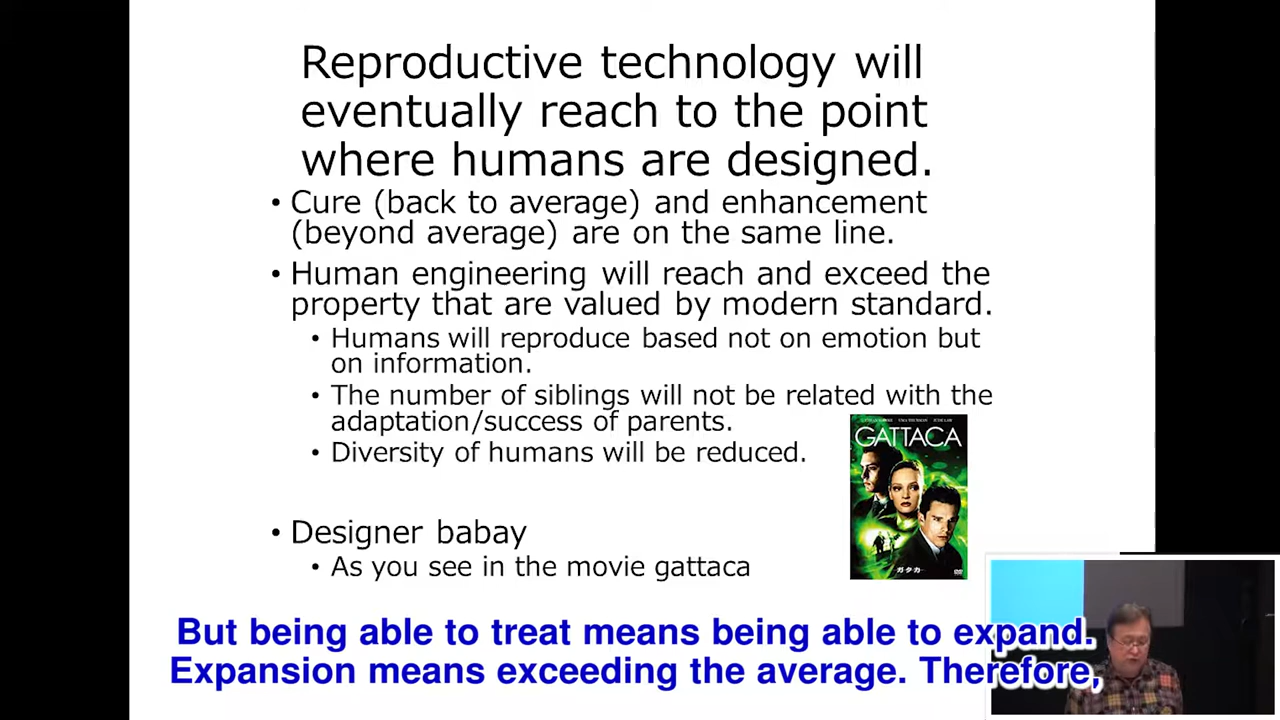 Reproductive technology will
eventually reach to the point
where humans are designed.
• Cure (back to average) and enhancement
(beyond average) are on the same line.
• Human engineering will reach and exceed the
property that are valued by modern standard.
• Humans will reproduce based not on emotion but
on information.
• The number of siblings will not be related with the
adaptation/success of parents.
• Diversity of humans will be reduced.
GATTACA
ガタカ
• Designer babay
• As you see in the movie gattaca
But being able to treat means being able to expand.
Expansion means exceeding the average. Therefore,